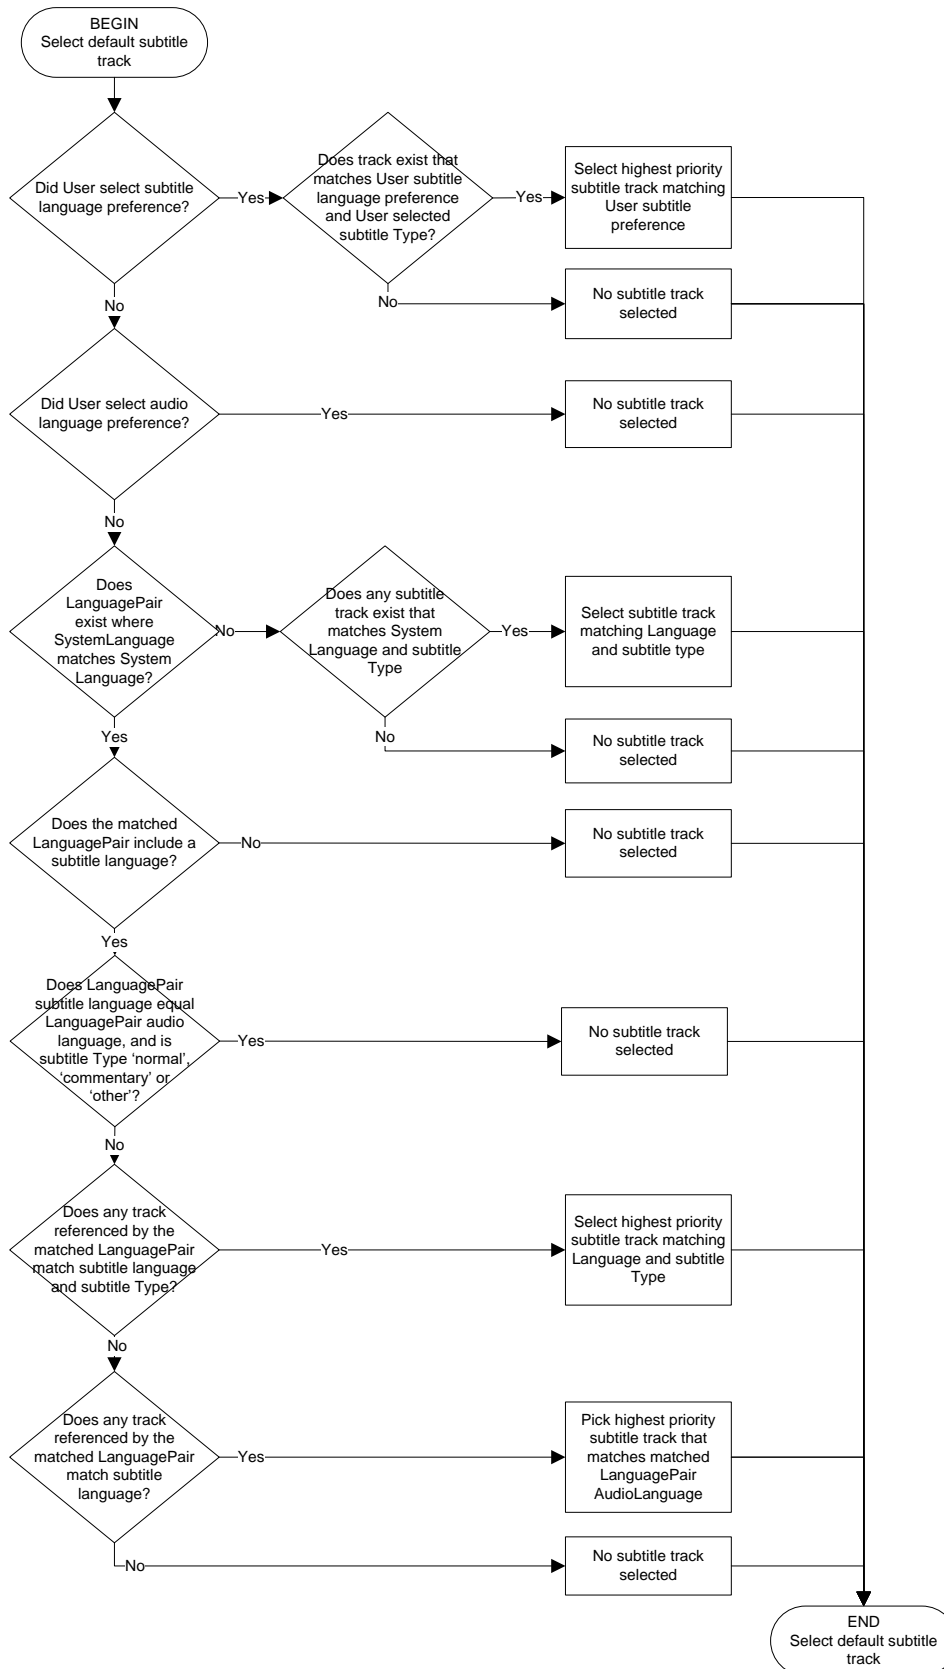 BEGIN
Select default subtitle
track
Did User select subtitle
language preference?
Yes
Does track exist that
matches User subtitle
language preference
and User selected
subtitle Type?
Yes
Select highest priority
subtitle track matching
User subtitle
preference
No
No subtitle track
selected
No
Did User select audio
language preference?
Yes
No subtitle track
selected
No
Does
LanguagePair
exist where
SystemLanguage
matches System
Language?
No
Does any subtitle
track exist that
matches System
Language and subtitle
Type
Yes
Select subtitle track
matching Language
and subtitle type
No
No subtitle track
selected
Yes
Does the matched
LanguagePair include a
subtitle language?
No
No subtitle track
selected
Yes
Does LanguagePair
subtitle language equal
LanguagePair audio
language, and is
subtitle Type ‘normal’,
‘commentary’ or
‘other’?
Yes
No subtitle track
selected
No
Does any track
referenced by the
matched LanguagePair
match subtitle language
and subtitle Type?
Yes
Select highest priority
subtitle track matching
Language and subtitle
Type
No
Does any track
referenced by the
matched LanguagePair
match subtitle
language?
Yes
Pick highest priority
subtitle track that
matches matched
LanguagePair
AudioLanguage
No
No subtitle track
selected
END
Select default subtitle
track